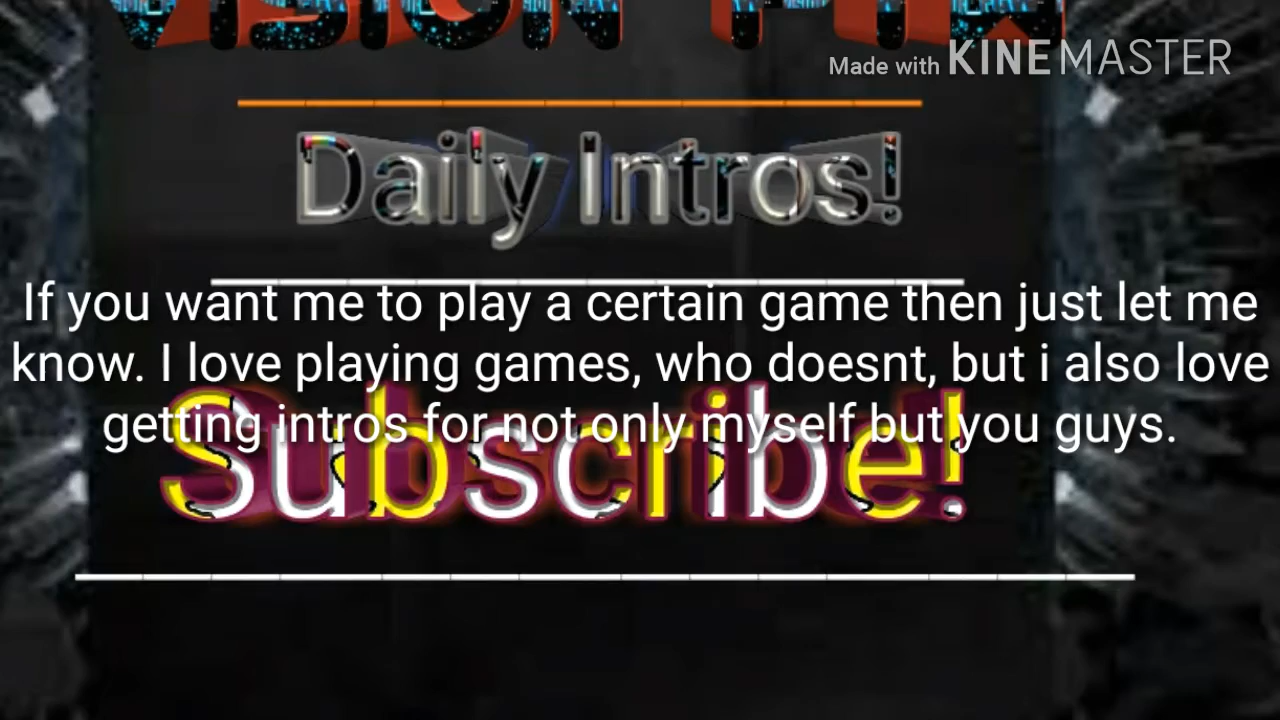 VISION
Made with KINEMASTER
Daily Intros!
If you want me to play a certain game then just let me
know. I love playing games, who doesnt, but i also love
getting intros for not only myself but you guys.
Subscribe!